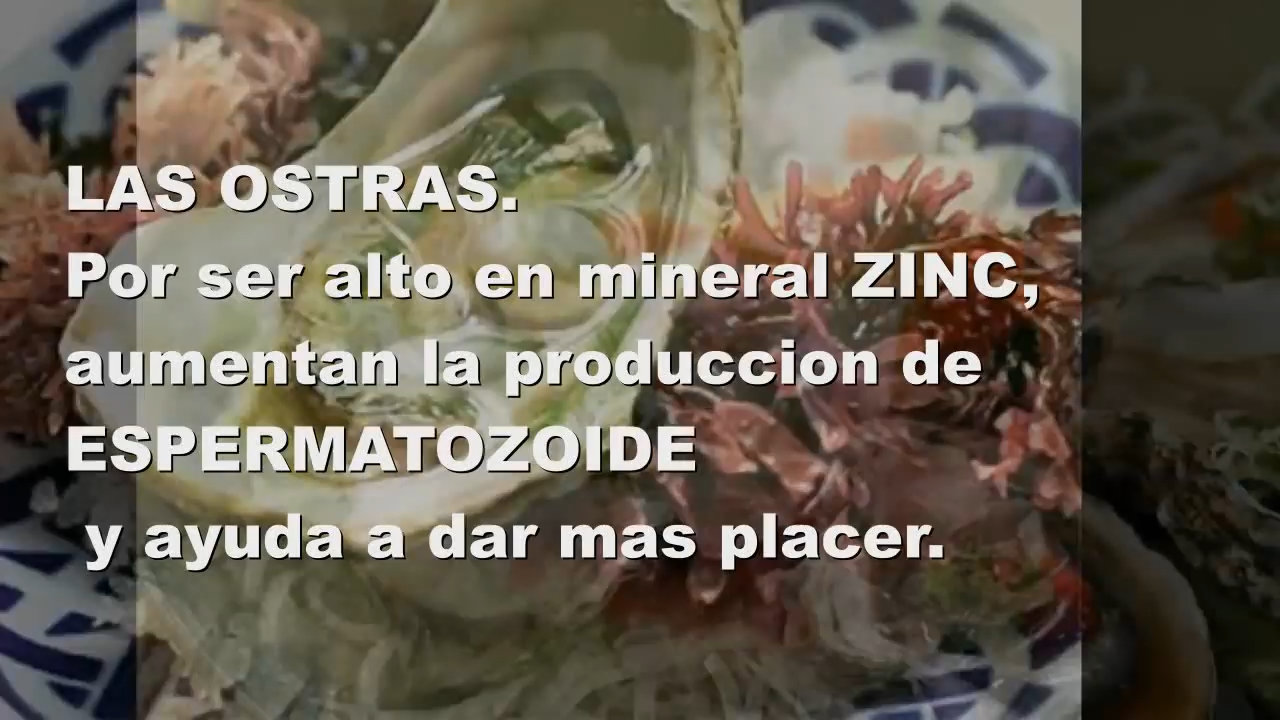 LAS OSTRAS.
Por ser alto en mineral ZINC,
aumentan la produccion de
ESPERMATOZOIDE
y ayuda a dar mas placer.